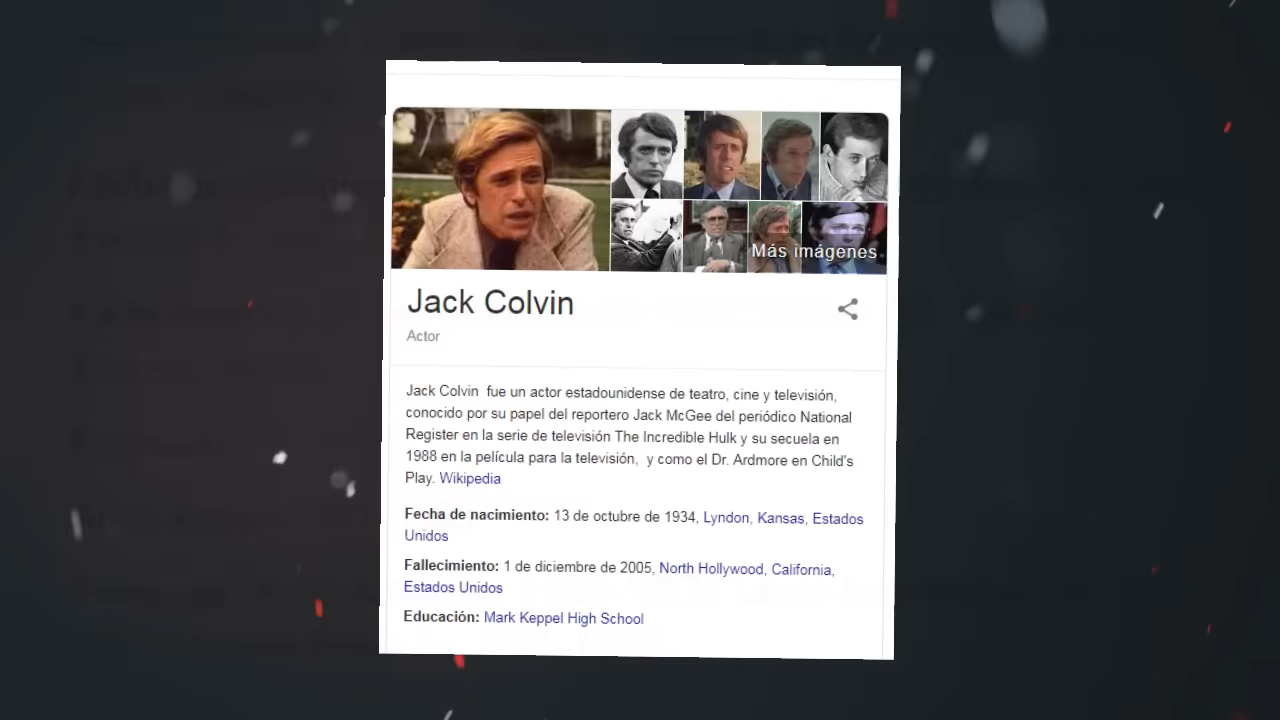 Más imágenes
Jack Colvin
Actor
Jack Colvin fue un actor estadounidense de teatro, cine y televisión,
conocido por su papel del reportero Jack McGee del periódico National
Register en la serie de televisión The Incredible Hulk y su secuela en
1988 en la película para la televisión, y como el Dr. Ardmore en Child's
Play. Wikipedia
Fecha de nacimiento: 13 de octubre de 1934, Lyndon, Kansas, Estados
Unidos
Fallecimiento: 1 de diciembre de 2005, North Hollywood, California,
Estados Unidos
Educación: Mark Keppel High School